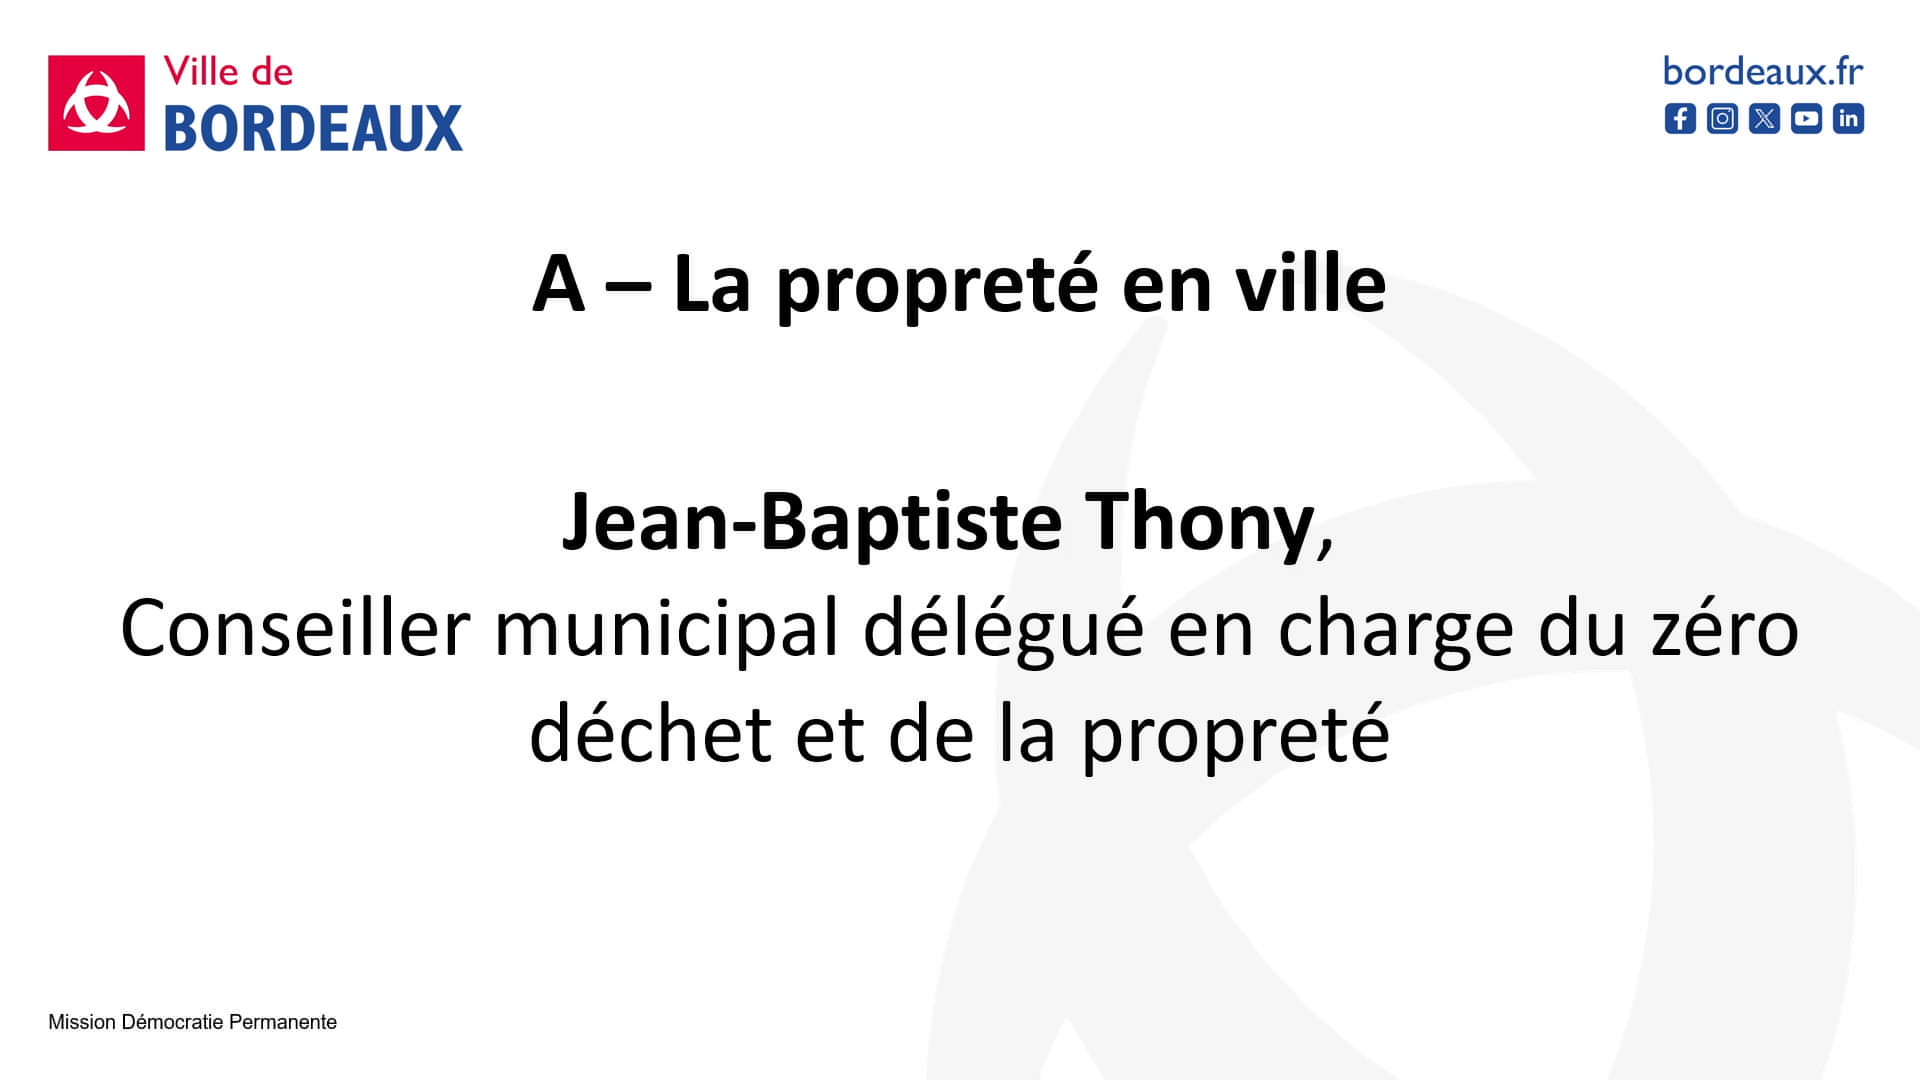 Ville de
BORDEAUX
bordeaux.fr
A – La propreté en ville
Jean-Baptiste Thony,
Conseiller municipal délégué en charge du zéro
déchet et de la propreté
Mission Démocratie Permanente